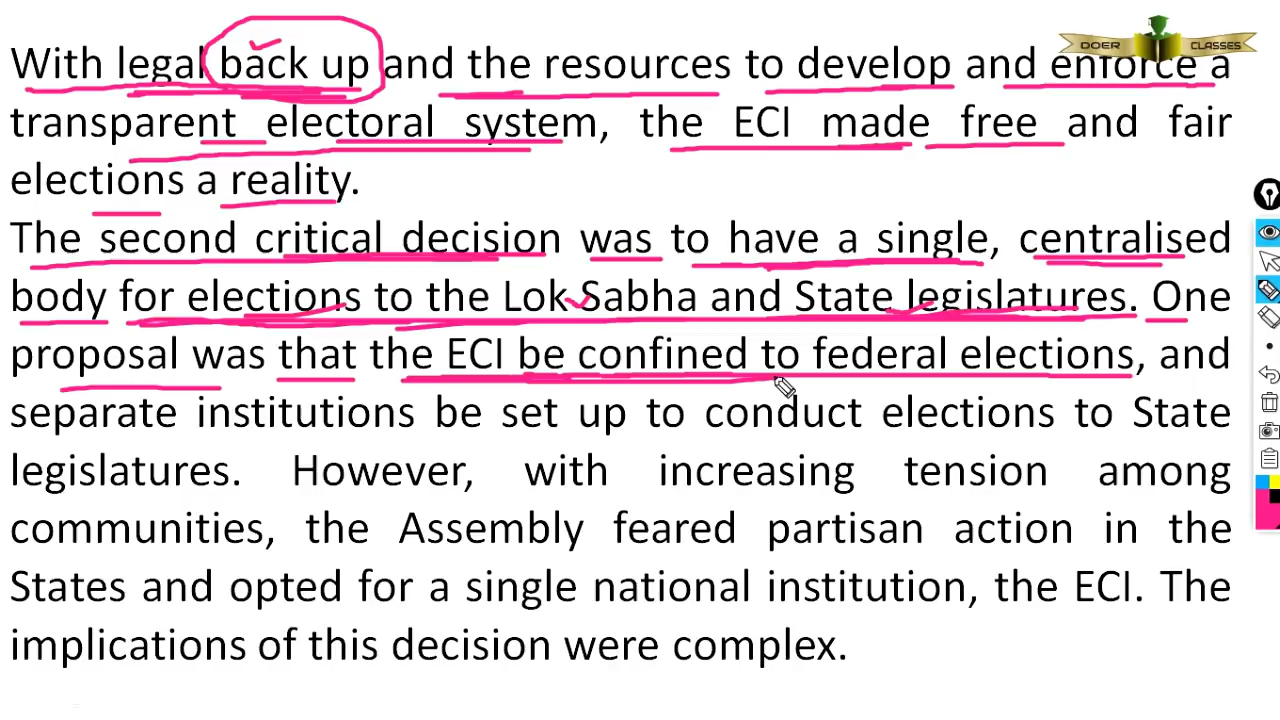 DOER CLASSES
With legal back up and the resources to develop and enforce a
transparent electoral system, the ECI made free and fair
elections a reality.
The second critical decision was to have a single, centralised
body for elections to the Lok Sabha and State legislatures. One
proposal was that the ECI be confined to federal elections, and
separate institutions be set up to conduct elections to State
legislatures. However, with increasing tension among
communities, the Assembly feared partisan action in the
States and opted for a single national institution, the ECI. The
implications of this decision were complex.